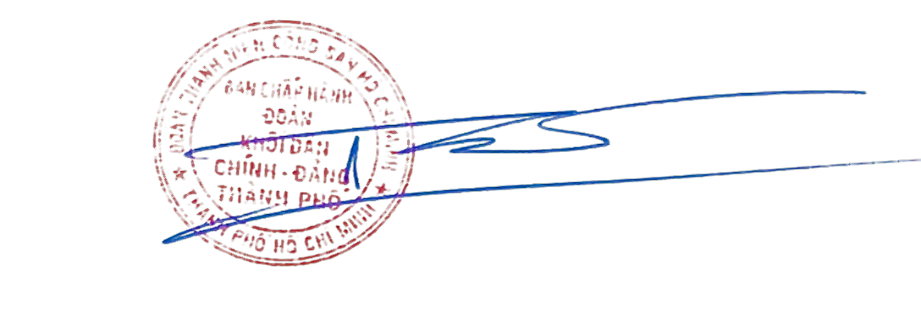 ĐOÀN THANH NIÊN CỘNG SẢN HỒ CHÍ MINH
BAN CHẤP HÀNH
ĐOÀN
KHỐI DÂN
CHÍNH - ĐẢNG
THÀNH PHỐ
★ THÀNH PHỐ HỒ CHÍ MINH ★